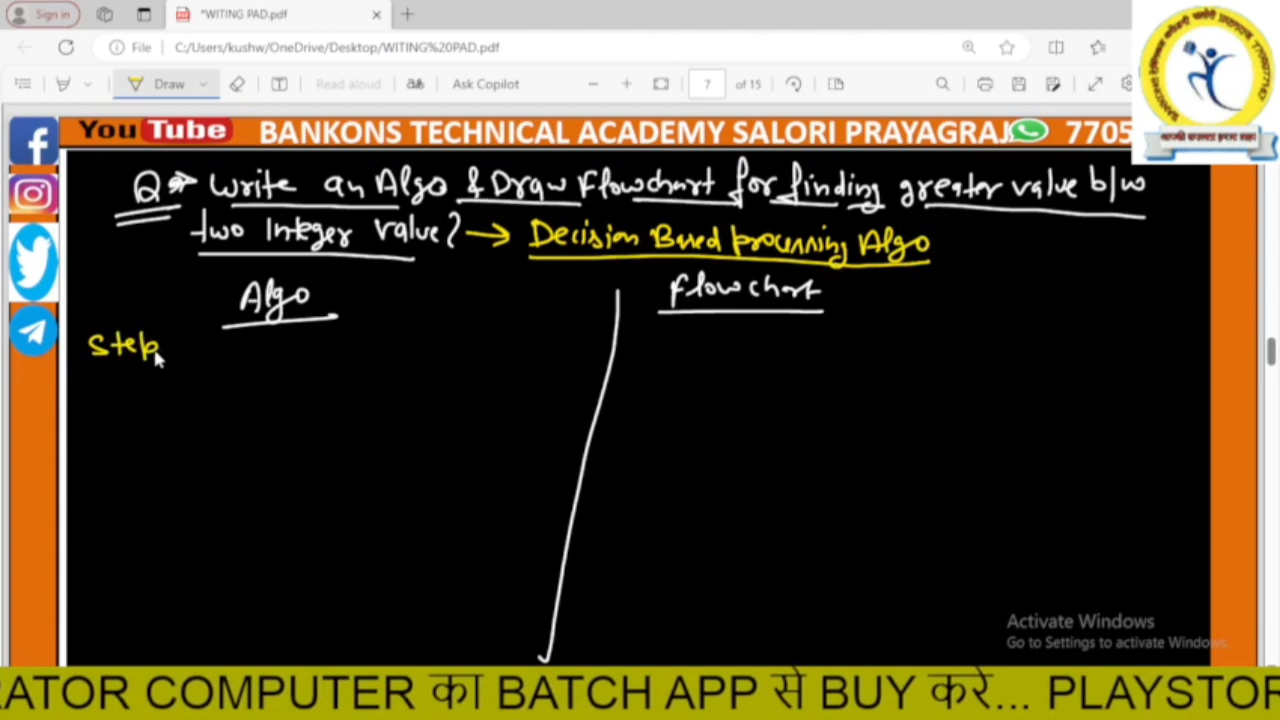 Sign in
*WITING PAD.pdf
File C:/Users/kushw/OneDrive/Desktop/WITING%20PAD.pdf
Draw Read aloud Ask Copilot 7 of 15
You Tube BANKONS TECHNICAL ACADEMY SALORI PRAYAGRAJ 7705
Q→ Write an Algo & Draw Flowchart for finding greater value b/w
two Integer value? → Decision Based processing Algo
Algo
Flowchart
Step
Activate Windows
Go to Settings to activate Windows.
RATOR COMPUTER का BATCH APP से BUY करे... PLAYSTOR